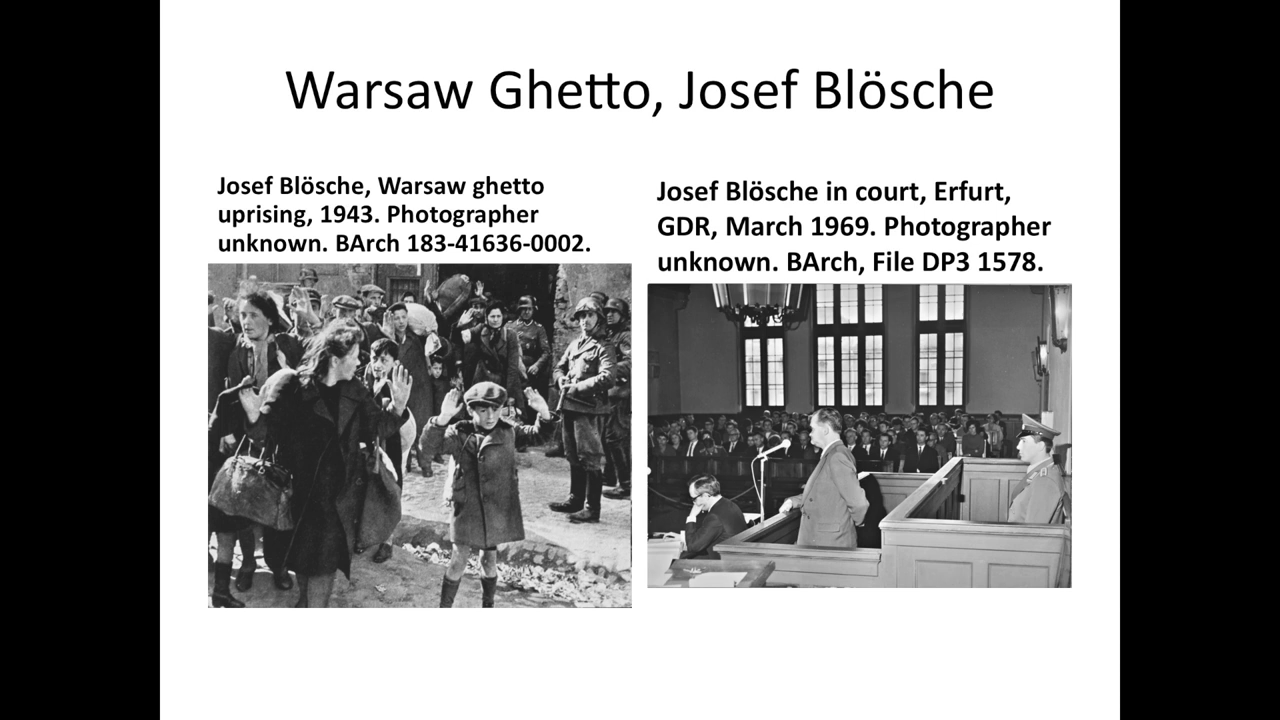 Warsaw Ghetto, Josef Blösche
Josef Blösche, Warsaw ghetto
uprising, 1943. Photographer
unknown. BArch 183-41636-0002.
Josef Blösche in court, Erfurt,
GDR, March 1969. Photographer
unknown. BArch, File DP3 1578.